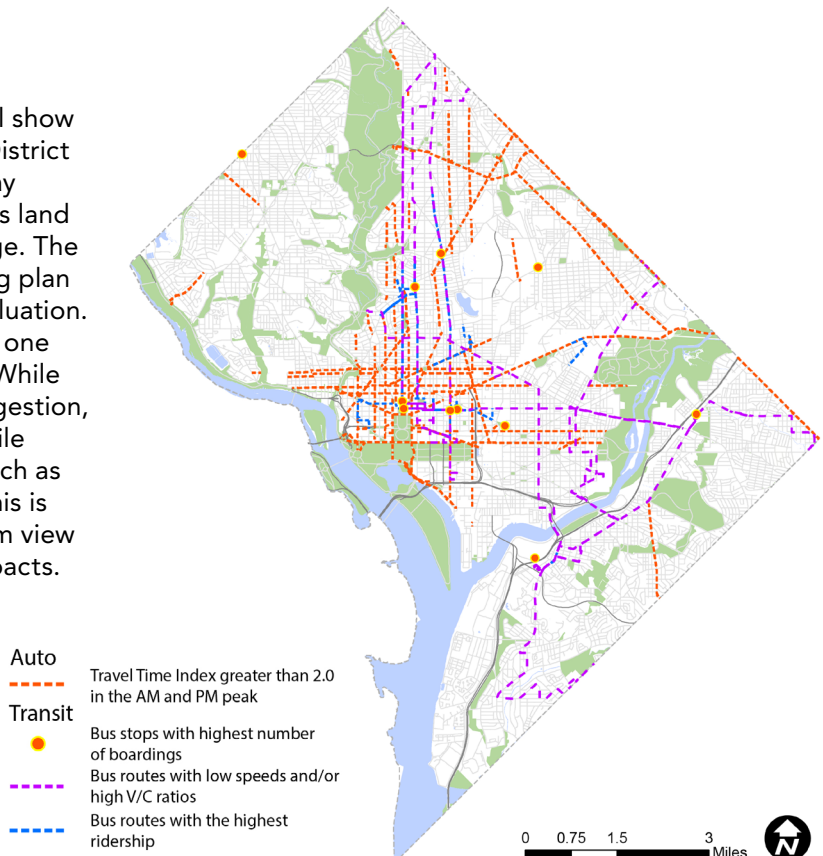 l show
District
ay
s land
ge. The
g plan
luation.
one
While
gestion,
ile
ch as
his is
m view
pacts.
Auto
Travel Time Index greater than 2.0
in the AM and PM peak
Transit
Bus stops with highest number
of boardings
Bus routes with low speeds and/or
high V/C ratios
Bus routes with the highest
ridership
0 0.75 1.5 3
Miles
N